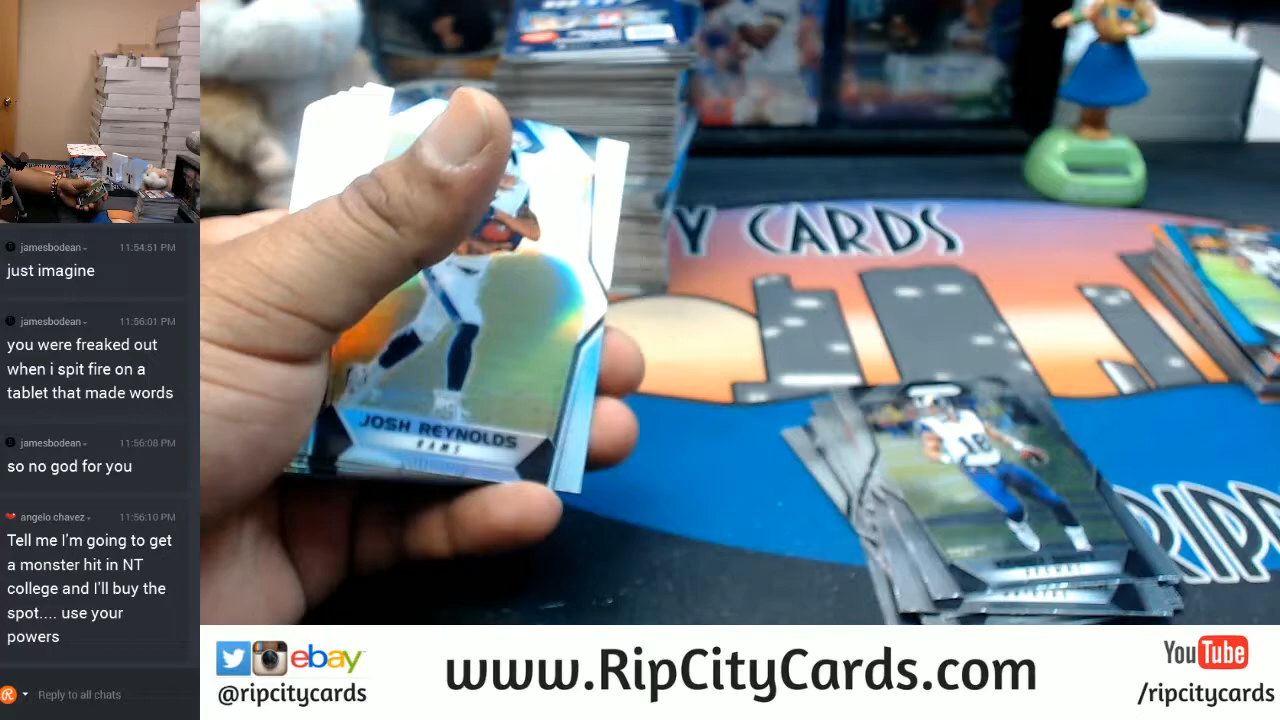 jamesbodean
11:54:51 PM
just imagine
jamesbodean
11:56:01 PM
you were freaked out
when i spit fire on a
tablet that made words
jamesbodean
11:56:08 PM
so no god for you
angelo chavez
11:56:10 PM
Tell me I'm going to get
a monster hit in NT
college and I'll buy the
spot.... use your
powers
Reply to all chats
JOSH REYNOLDS
RAMS
Y CARDS
18
RIPP
ebay
@ripcitycards
www.RipCityCards.com
YouTube
/ripcitycards